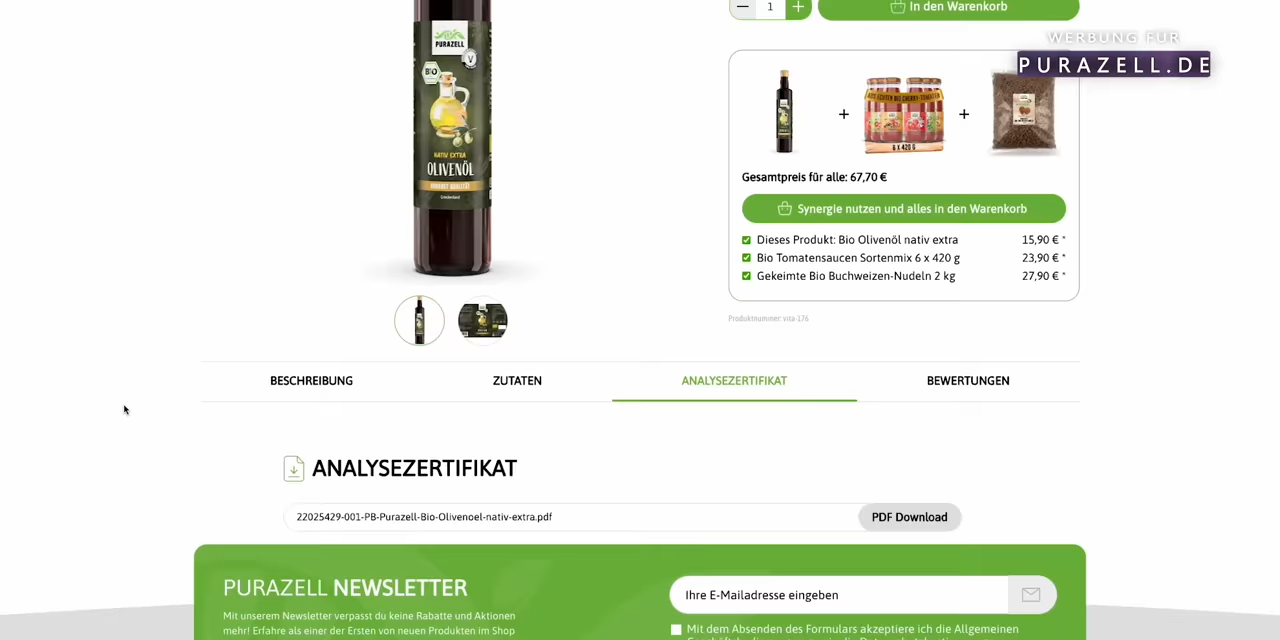 1
In den Warenkorb
WERBUNG FÜR
PURAZELL.DE
PURAZELL
BIO
V
NATIV EXTRA
OLIVENÖL
Griechenland
6 X 420 G
Gesamtpreis für alle: 67,70 €
Synergie nutzen und alles in den Warenkorb
Dieses Produkt: Bio Olivenöl nativ extra 15,90 € *
Bio Tomatensaucen Sortenmix 6 x 420 g 23,90 € *
Gekeimte Bio Buchweizen-Nudeln 2 kg 27,90 € *
Produktnummer: vita-176
BESCHREIBUNG ZUTATEN ANALYSEZERTIFIKAT BEWERTUNGEN
ANALYSEZERTIFIKAT
22025429-001-PB-Purazell-Bio-Olivenoel-nativ-extra.pdf PDF Download
PURAZELL NEWSLETTER
Mit unserem Newsletter verpasst du keine Rabatte und Aktionen
mehr! Erfahre als einer der Ersten von neuen Produkten im Shop
Ihre E-Mailadresse eingeben
Mit dem Absenden des Formulars akzeptiere ich die Allgemeinen